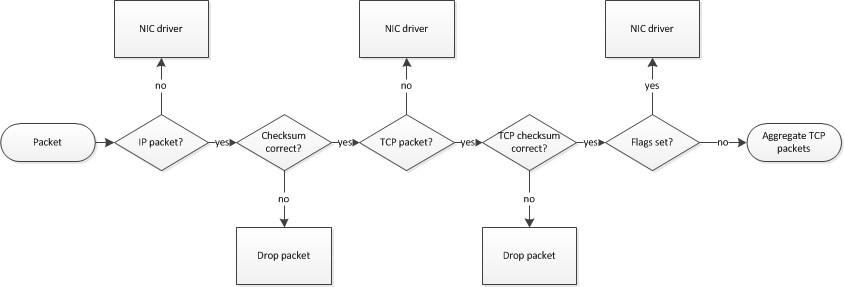 NIC driver
NIC driver
NIC driver
no
no
yes
Packet
IP packet?
yes
Checksum
correct?
yes
TCP packet?
yes
TCP checksum
correct?
yes
Flags set?
no
Aggregate TCP
packets
no
no
Drop packet
Drop packet